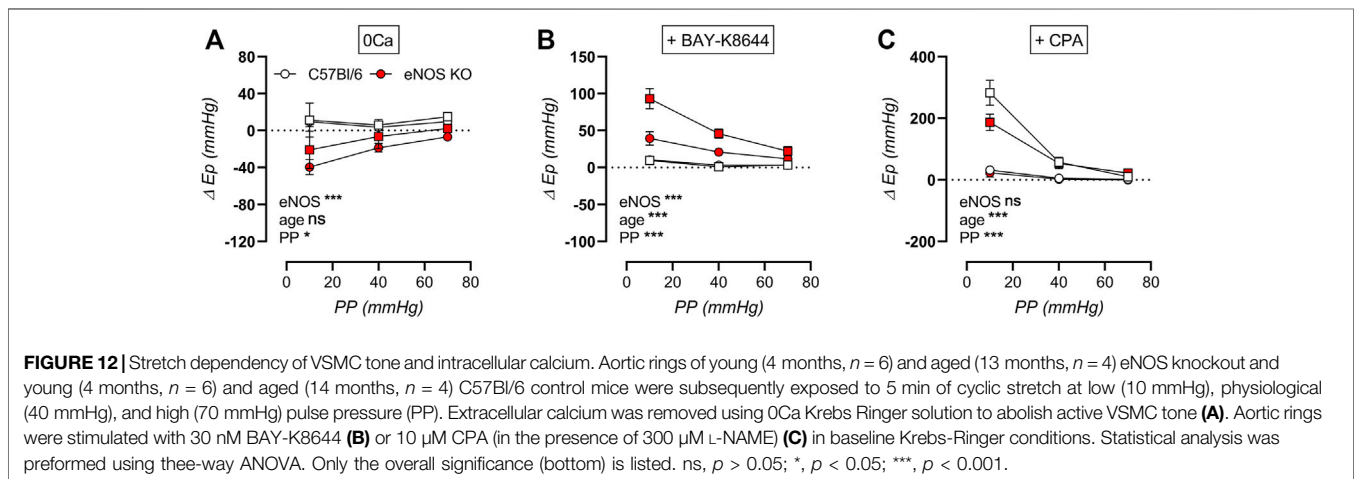 A 0Ca
80
40
0
-40
-80
-120
Δ Ep (mmHg)
C57Bl/6 eNOS KO
eNOS ***
age ns
PP *
0 20 40 60 80
PP (mmHg)
B + BAY-K8644
150
100
50
0
-50
-100
Δ Ep (mmHg)
eNOS ***
age ***
PP ***
0 20 40 60 80
PP (mmHg)
C + CPA
400
200
0
-200
Δ Ep (mmHg)
eNOS ns
age ***
PP ***
0 20 40 60 80
PP (mmHg)
FIGURE 12 | Stretch dependency of VSMC tone and intracellular calcium. Aortic rings of young (4 months, n = 6) and aged (13 months, n = 4) eNOS knockout and
young (4 months, n = 6) and aged (14 months, n = 4) C57Bl/6 control mice were subsequently exposed to 5 min of cyclic stretch at low (10 mmHg), physiological
(40 mmHg), and high (70 mmHg) pulse pressure (PP). Extracellular calcium was removed using 0Ca Krebs Ringer solution to abolish active VSMC tone (A). Aortic rings
were stimulated with 30 nM BAY-K8644 (B) or 10 μM CPA (in the presence of 300 μM L-NAME) (C) in baseline Krebs-Ringer conditions. Statistical analysis was
preformed using thee-way ANOVA. Only the overall significance (bottom) is listed. ns, p > 0.05; *, p < 0.05; ***, p < 0.001.